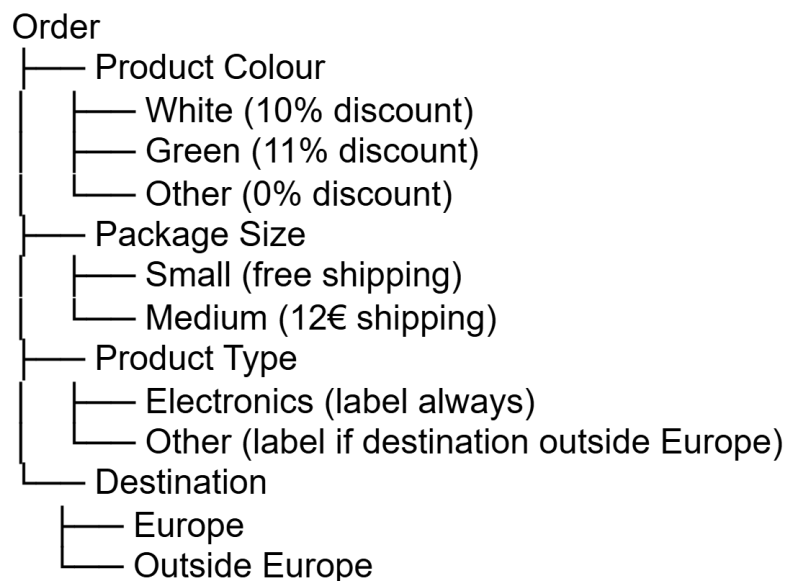 Order
Product Colour
White (10% discount)
Green (11% discount)
Other (0% discount)
Package Size
Small (free shipping)
Medium (12€ shipping)
Product Type
Electronics (label always)
Other (label if destination outside Europe)
Destination
Europe
Outside Europe